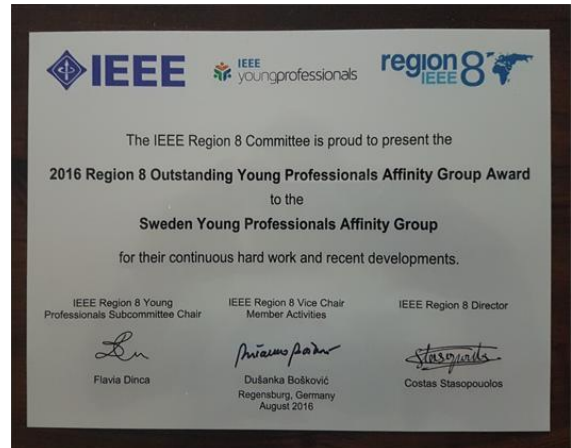 IEEE
IEEE
youngprofessionals
region 8
IEEE
The IEEE Region 8 Committee is proud to present the
2016 Region 8 Outstanding Young Professionals Affinity Group Award
to the
Sweden Young Professionals Affinity Group
for their continuous hard work and recent developments.
IEEE Region 8 Young
Professionals Subcommittee Chair
IEEE Region 8 Vice Chair
Member Activities
IEEE Region 8 Director
Flavia Dinca
Dušanka Bošković
Costas Stasopouolos
Regensburg, Germany
August 2016